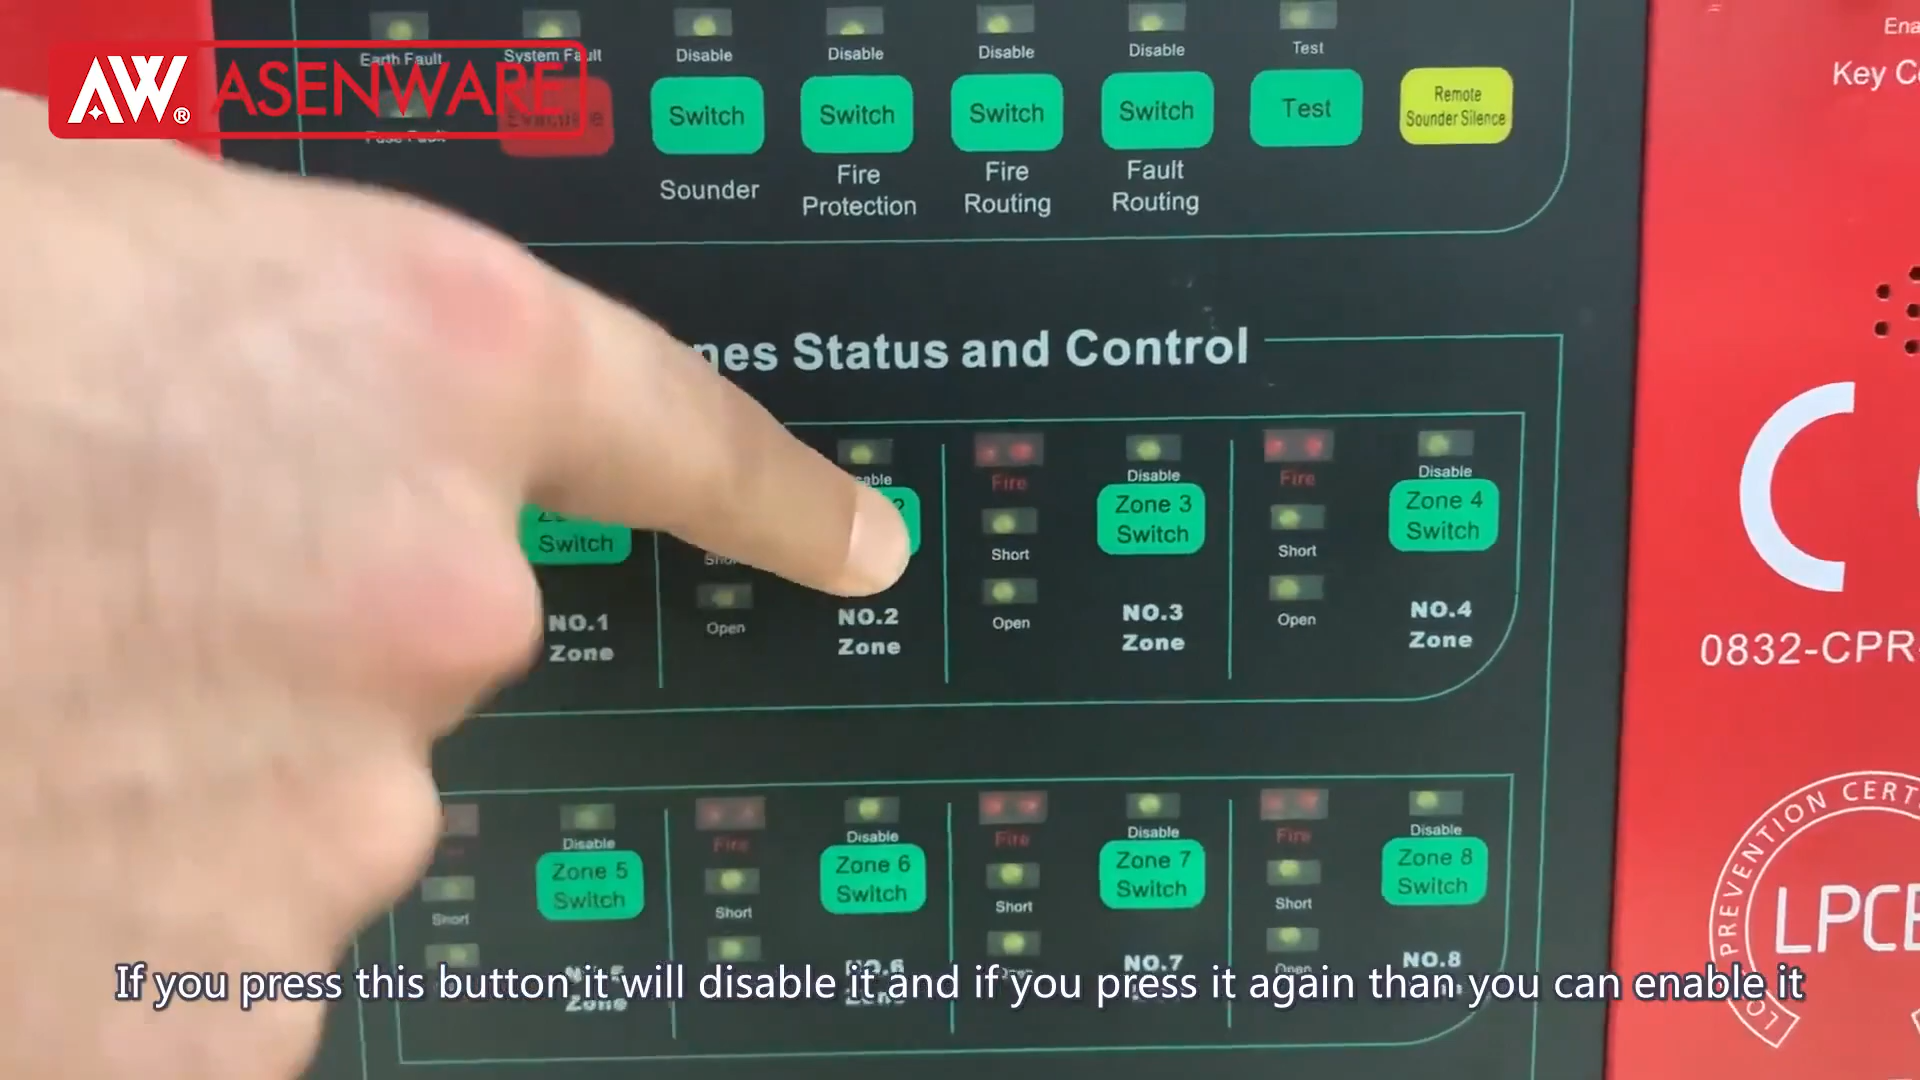 AW® ASENWARE
Earth Fault
System Fault
Disable
Disable
Disable
Disable
Test
Switch
Switch
Switch
Switch
Test
Remote
Sounder Silence
Sounder
Fire
Protection
Fire
Routing
Fault
Routing
Key
Status and Control
Disable
Disable
Fire
Fire
Switch
Zone 3
Switch
Zone 4
Switch
Short
Short
Open
Open
Open
NO.1
Zone
NO.2
Zone
NO.3
Zone
NO.4
Zone
0832-CPR
Disable
Disable
Disable
Disable
Fire
Fire
Fire
Zone 5
Switch
Zone 6
Switch
Zone 7
Switch
Zone 8
Switch
Short
Short
Short
Short
NO.7
NO.8
Zone
PREVENTION
LPC
If you press this button it will disable it and if you press it again than you can enable it